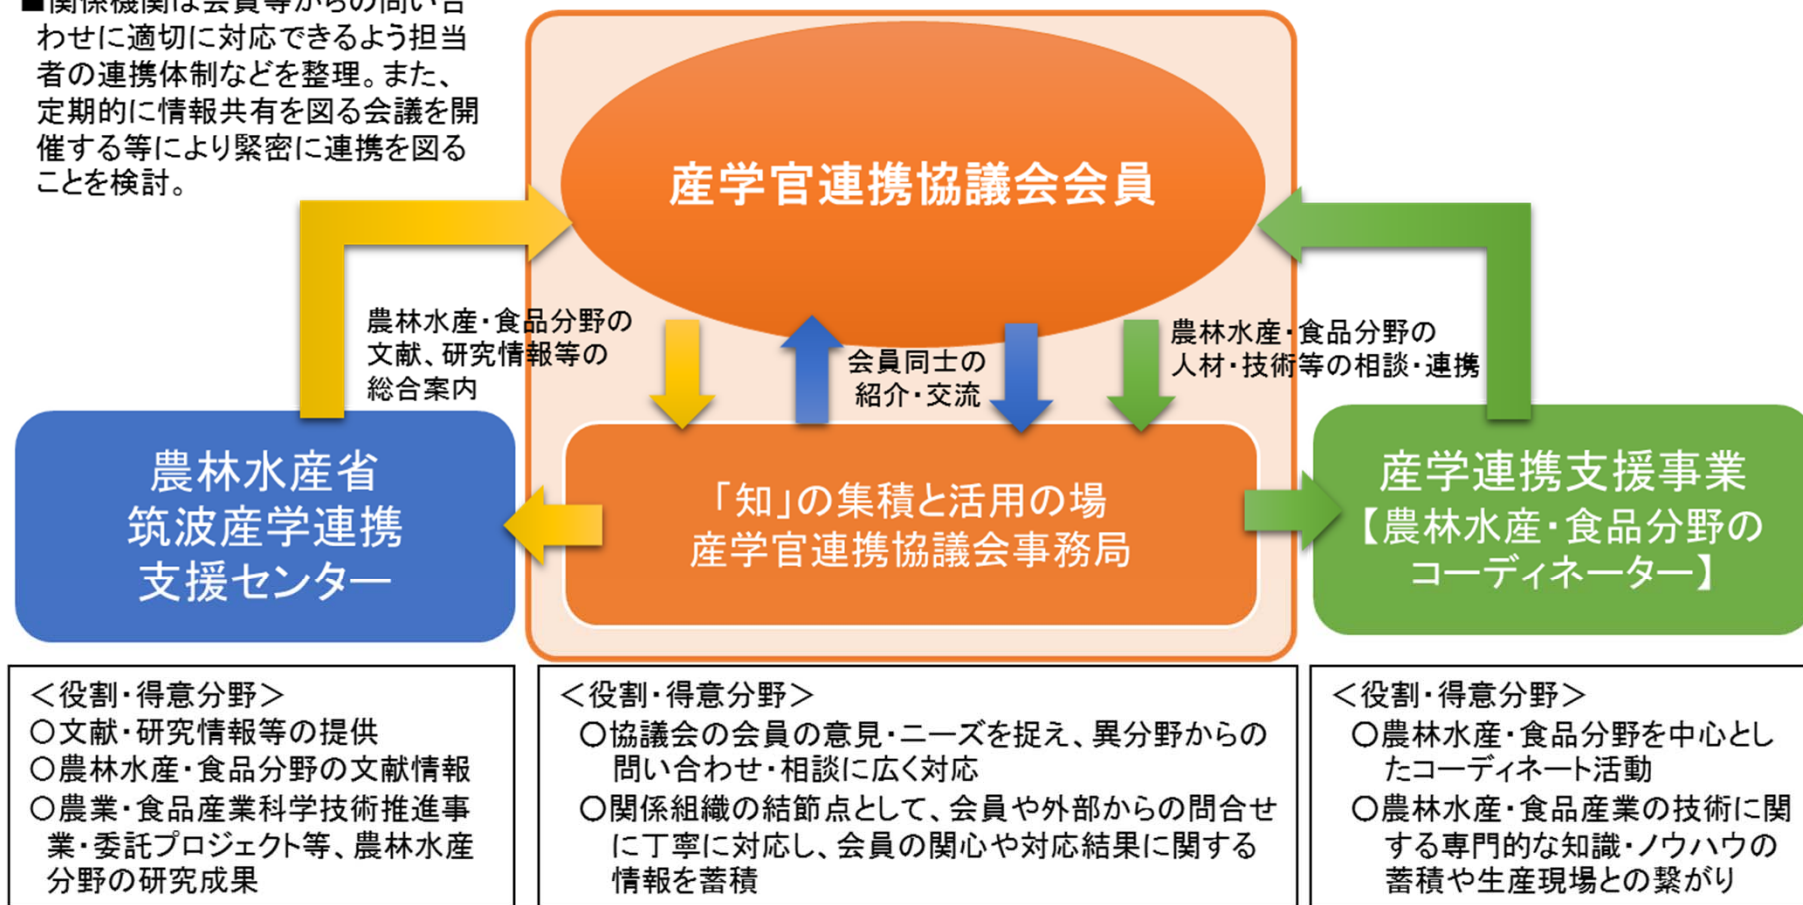 ■関係機関は会員等からの問い合
わせに適切に対応できるよう担当
者の連携体制などを整理。また、
定期的に情報共有を図る会議を開
催する等により緊密に連携を図る
ことを検討。
産学官連携協議会会員
農林水産・食品分野の
文献、研究情報等の
総合案内
会員同士の
紹介・交流
農林水産・食品分野の
人材・技術等の相談・連携
農林水産省
筑波産学連携
支援センター
「知」の集積と活用の場
産学官連携協議会事務局
産学連携支援事業
【農林水産・食品分野の
コーディネーター】
＜役割・得意分野＞
○文献・研究情報等の提供
○農林水産・食品分野の文献情報
○農業・食品産業科学技術推進事
業・委託プロジェクト等、農林水産
分野の研究成果
＜役割・得意分野＞
○協議会の会員の意見・ニーズを捉え、異分野からの
問い合わせ・相談に広く対応
○関係組織の結節点として、会員や外部からの問合せ
に丁寧に対応し、会員の関心や対応結果に関する
情報を蓄積
＜役割・得意分野＞
○農林水産・食品分野を中心とし
たコーディネート活動
○農林水産・食品産業の技術に関
する専門的な知識・ノウハウの
蓄積や生産現場との繋がり